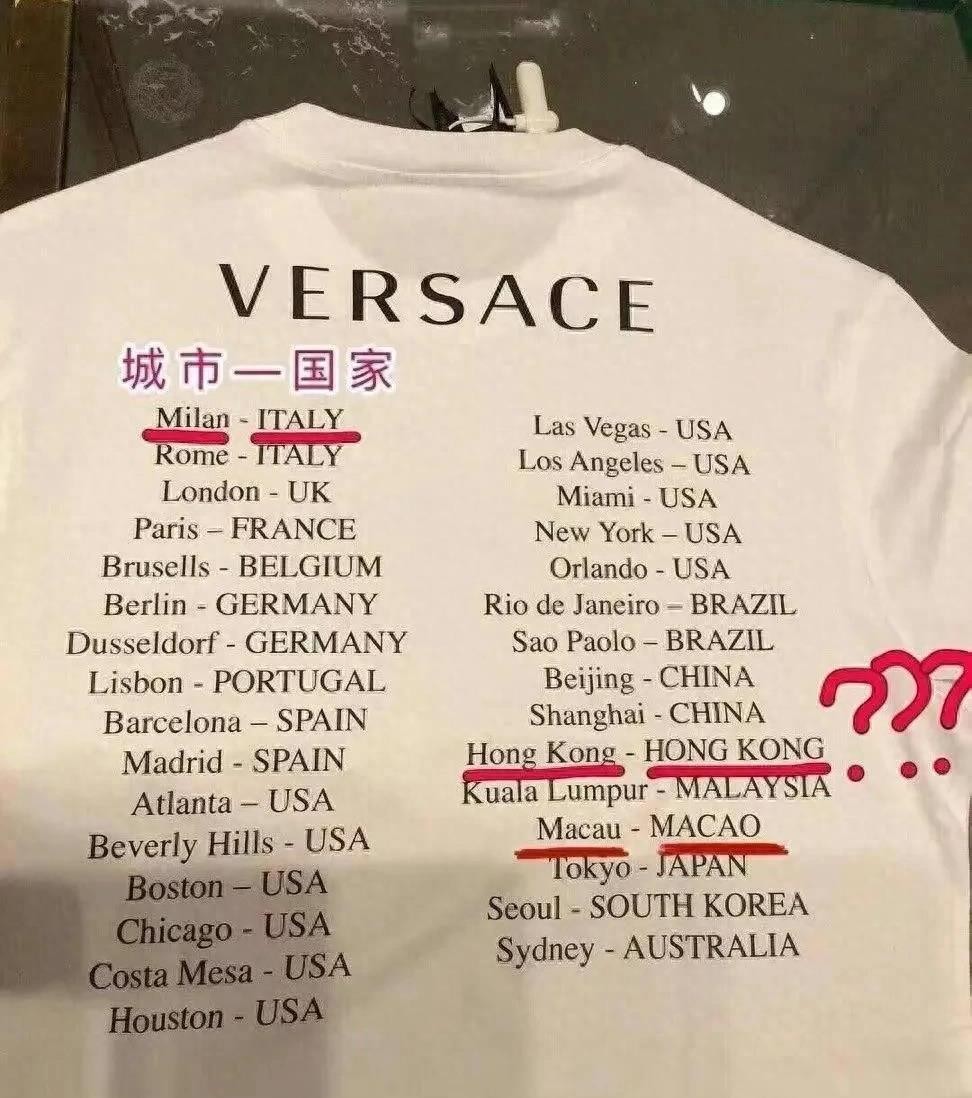 VERSACE
城市—国家
Milan - ITALY
Rome - ITALY
London - UK
Paris – FRANCE
Brusells - BELGIUM
Berlin - GERMANY
Dusseldorf - GERMANY
Lisbon - PORTUGAL
Barcelona – SPAIN
Madrid - SPAIN
Atlanta – USA
Beverly Hills - USA
Boston – USA
Chicago - USA
Costa Mesa - USA
Houston - USA
Las Vegas - USA
Los Angeles – USA
Miami - USA
New York – USA
Orlando - USA
Rio de Janeiro – BRAZIL
Sao Paolo – BRAZIL
Beijing - CHINA
Shanghai - CHINA
Hong Kong - HONG KONG
???
Kuala Lumpur - MALAYSIA
Macau - MACAO
Tokyo - JAPAN
Seoul - SOUTH KOREA
Sydney - AUSTRALIA